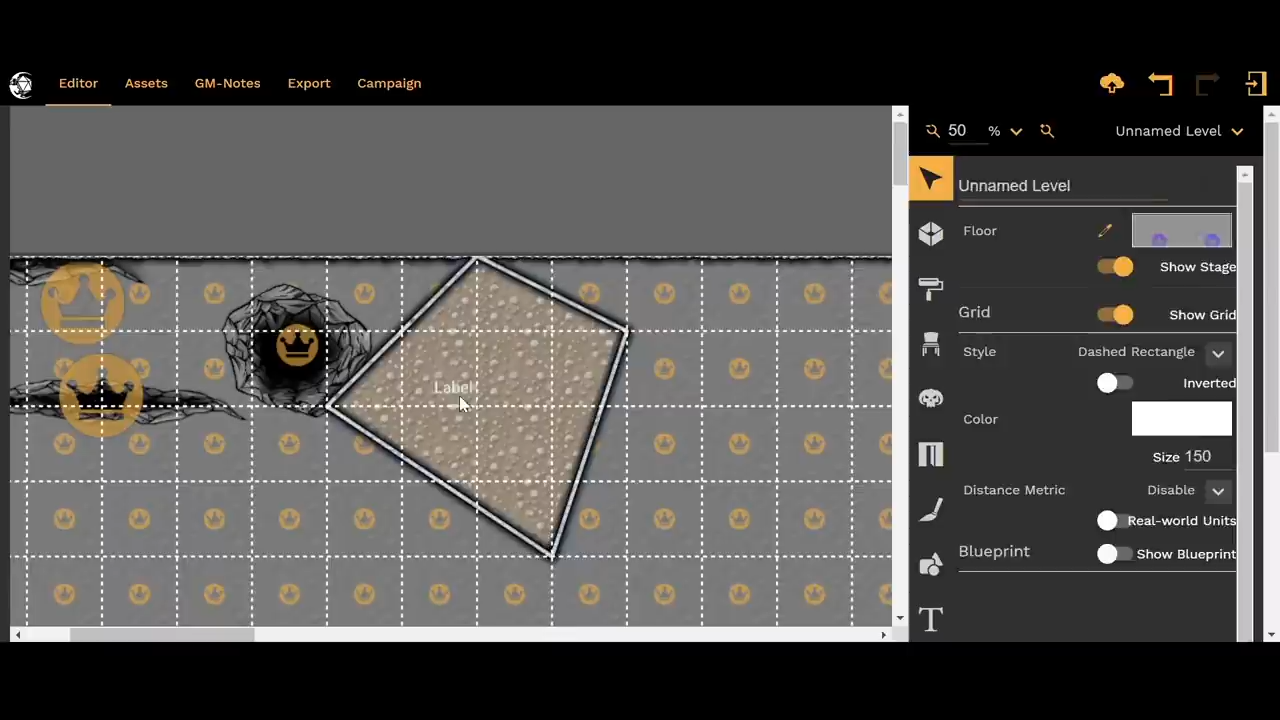 Editor Assets GM-Notes Export Campaign
50 % Unnamed Level
Unnamed Level
Floor
Show Stage
Grid Show Grid
Style Dashed Rectangle
Inverted
Color
Size 150
Distance Metric Disable
Real-world Units
Blueprint Show Blueprint
T
Label